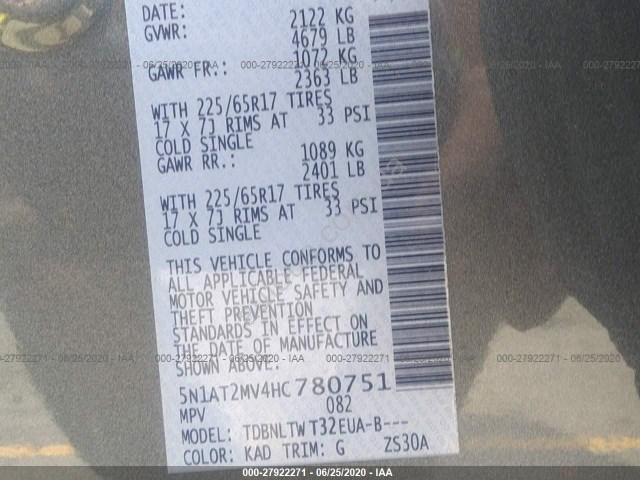 DATE:
2122 KG
GVWR: 4679 LB
1072 KG
GAWR FR.: 2363 LB
WITH 225/65R17 TIRES
17 X 7J RIMS AT 33 PSI
COLD SINGLE
1089 KG
GAWR RR.: 2401 LB
WITH 225/65R17 TIRES
17 X 7J RIMS AT 33 PSI
COLD SINGLE
THIS VEHICLE CONFORMS TO
ALL APPLICABLE FEDERAL
MOTOR VEHICLE SAFETY AND
THEFT PREVENTION
STANDARDS IN EFFECT ON
THE DATE OF MANUFACTURE
SHOWN ABOVE.
5N1AT2MV4HC780751
MPV 082
MODEL: TDBNLTWT32EUA-B---
COLOR: KAD TRIM: G ZS30A
000-27922271 - 06/25/2020 - IAA